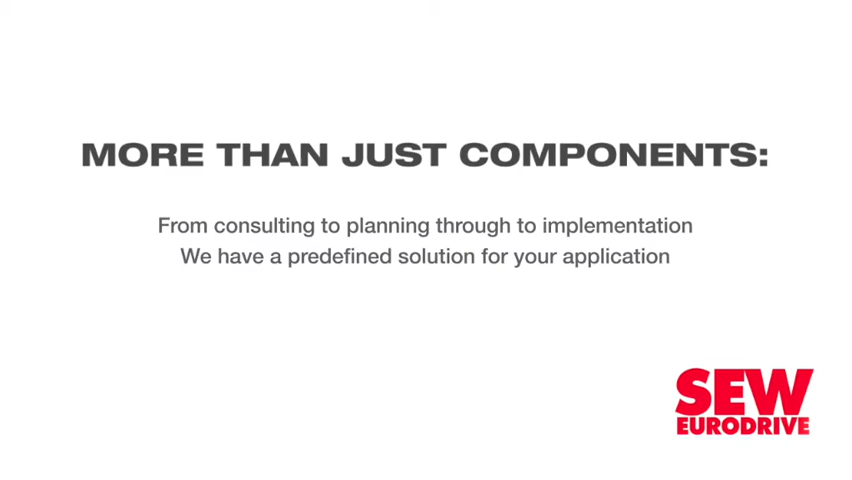 MORE THAN JUST COMPONENTS:
From consulting to planning through to implementation
We have a predefined solution for your application
SEW
EURODRIVE